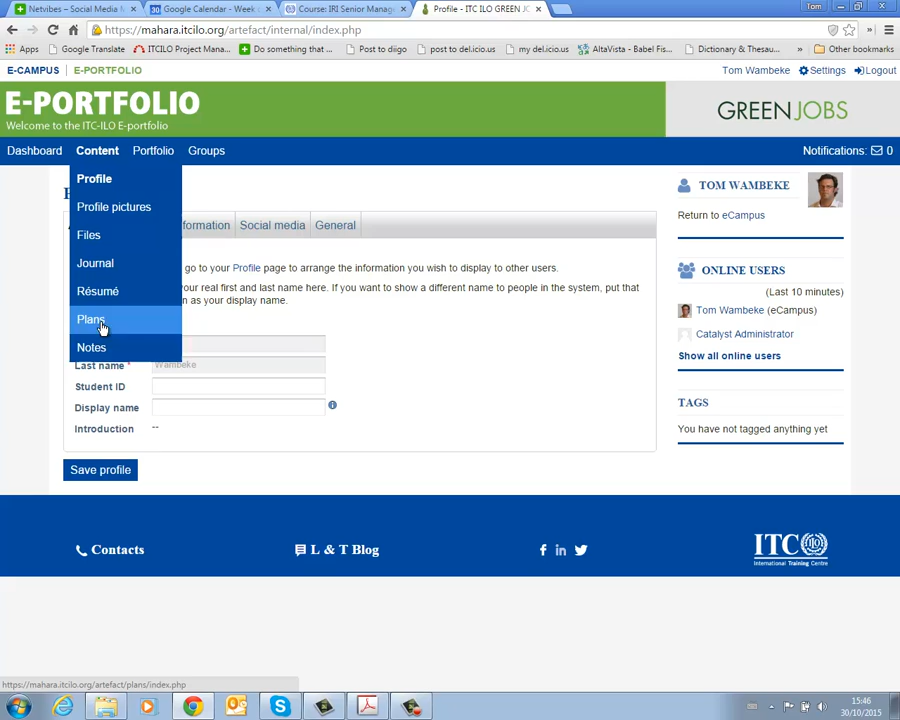 Netvibes – Social Media M
30 Google Calendar - Week
Course: IRI Senior Manage
Profile - ITC ILO GREEN JO
Tom
https://mahara.itcilo.org/artefact/internal/index.php
Apps
Google Translate
ITCILO Project Mana...
Do something that ...
Post to diigo
post to del.icio.us
my del.icio.us
AltaVista - Babel Fis...
Dictionary & Thesau...
»
Other bookmarks
E-CAMPUS
E-PORTFOLIO
Tom Wambeke
Settings
Logout
E-PORTFOLIO
Welcome to the ITC-ILO E-portfolio
GREENJOBS
Dashboard
Content
Portfolio
Groups
Notifications: 0
Profile
Profile pictures
Files
Journal
Résumé
Plans
Notes
formation
Social media
General
go to your Profile page to arrange the information you wish to display to other users.
your real first and last name here. If you want to show a different name to people in the system, put that
n as your display name.
Last name *
Wambeke
Student ID
Display name
Introduction
--
Save profile
TOM WAMBEKE
Return to eCampus
ONLINE USERS
(Last 10 minutes)
Tom Wambeke (eCampus)
Catalyst Administrator
Show all online users
TAGS
You have not tagged anything yet
Contacts
L & T Blog
f in
ITC
International Training Centre
https://mahara.itcilo.org/artefact/plans/index.php
15:46
30/10/2015